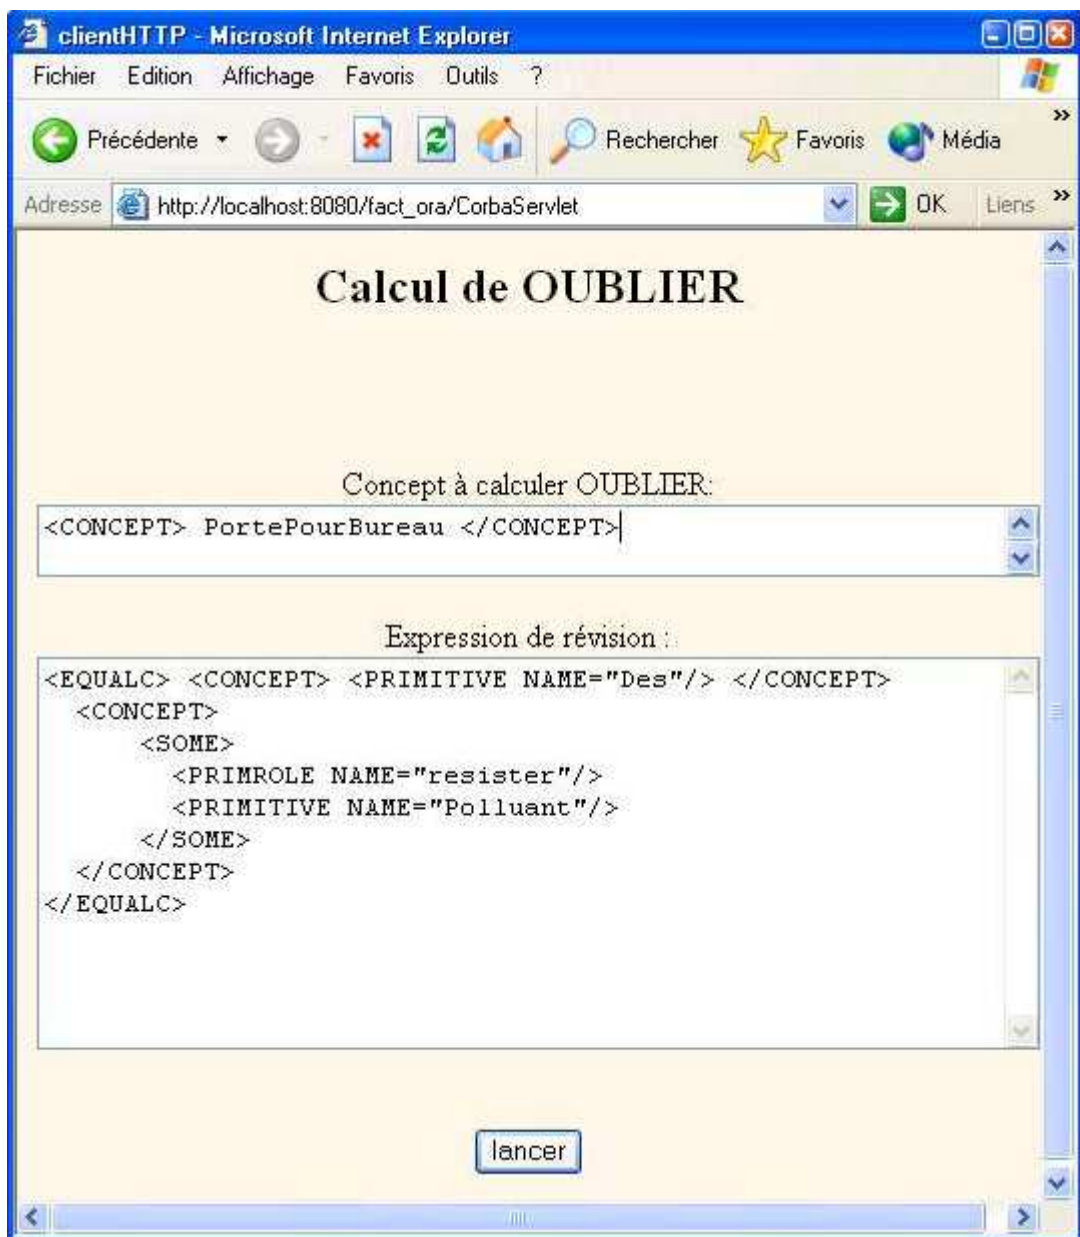 clientHTTP - Microsoft Internet Explorer
Fichier Edition Affichage Favoris Outils ?
Précédente Rechercher Favoris Média »
Adresse http://localhost:8080/fact_ora/CorbaServlet OK Liens »
Calcul de OUBLIER
Concept à calculer OUBLIER:
<CONCEPT> PortePourBureau </CONCEPT>
Expression de révision :
<EQUALC> <CONCEPT> <PRIMITIVE NAME="Des"/> </CONCEPT>
<CONCEPT>
<SOME>
<PRIMROLE NAME="resister"/>
<PRIMITIVE NAME="Polluant"/>
</SOME>
</CONCEPT>
</EQUALC>
lancer